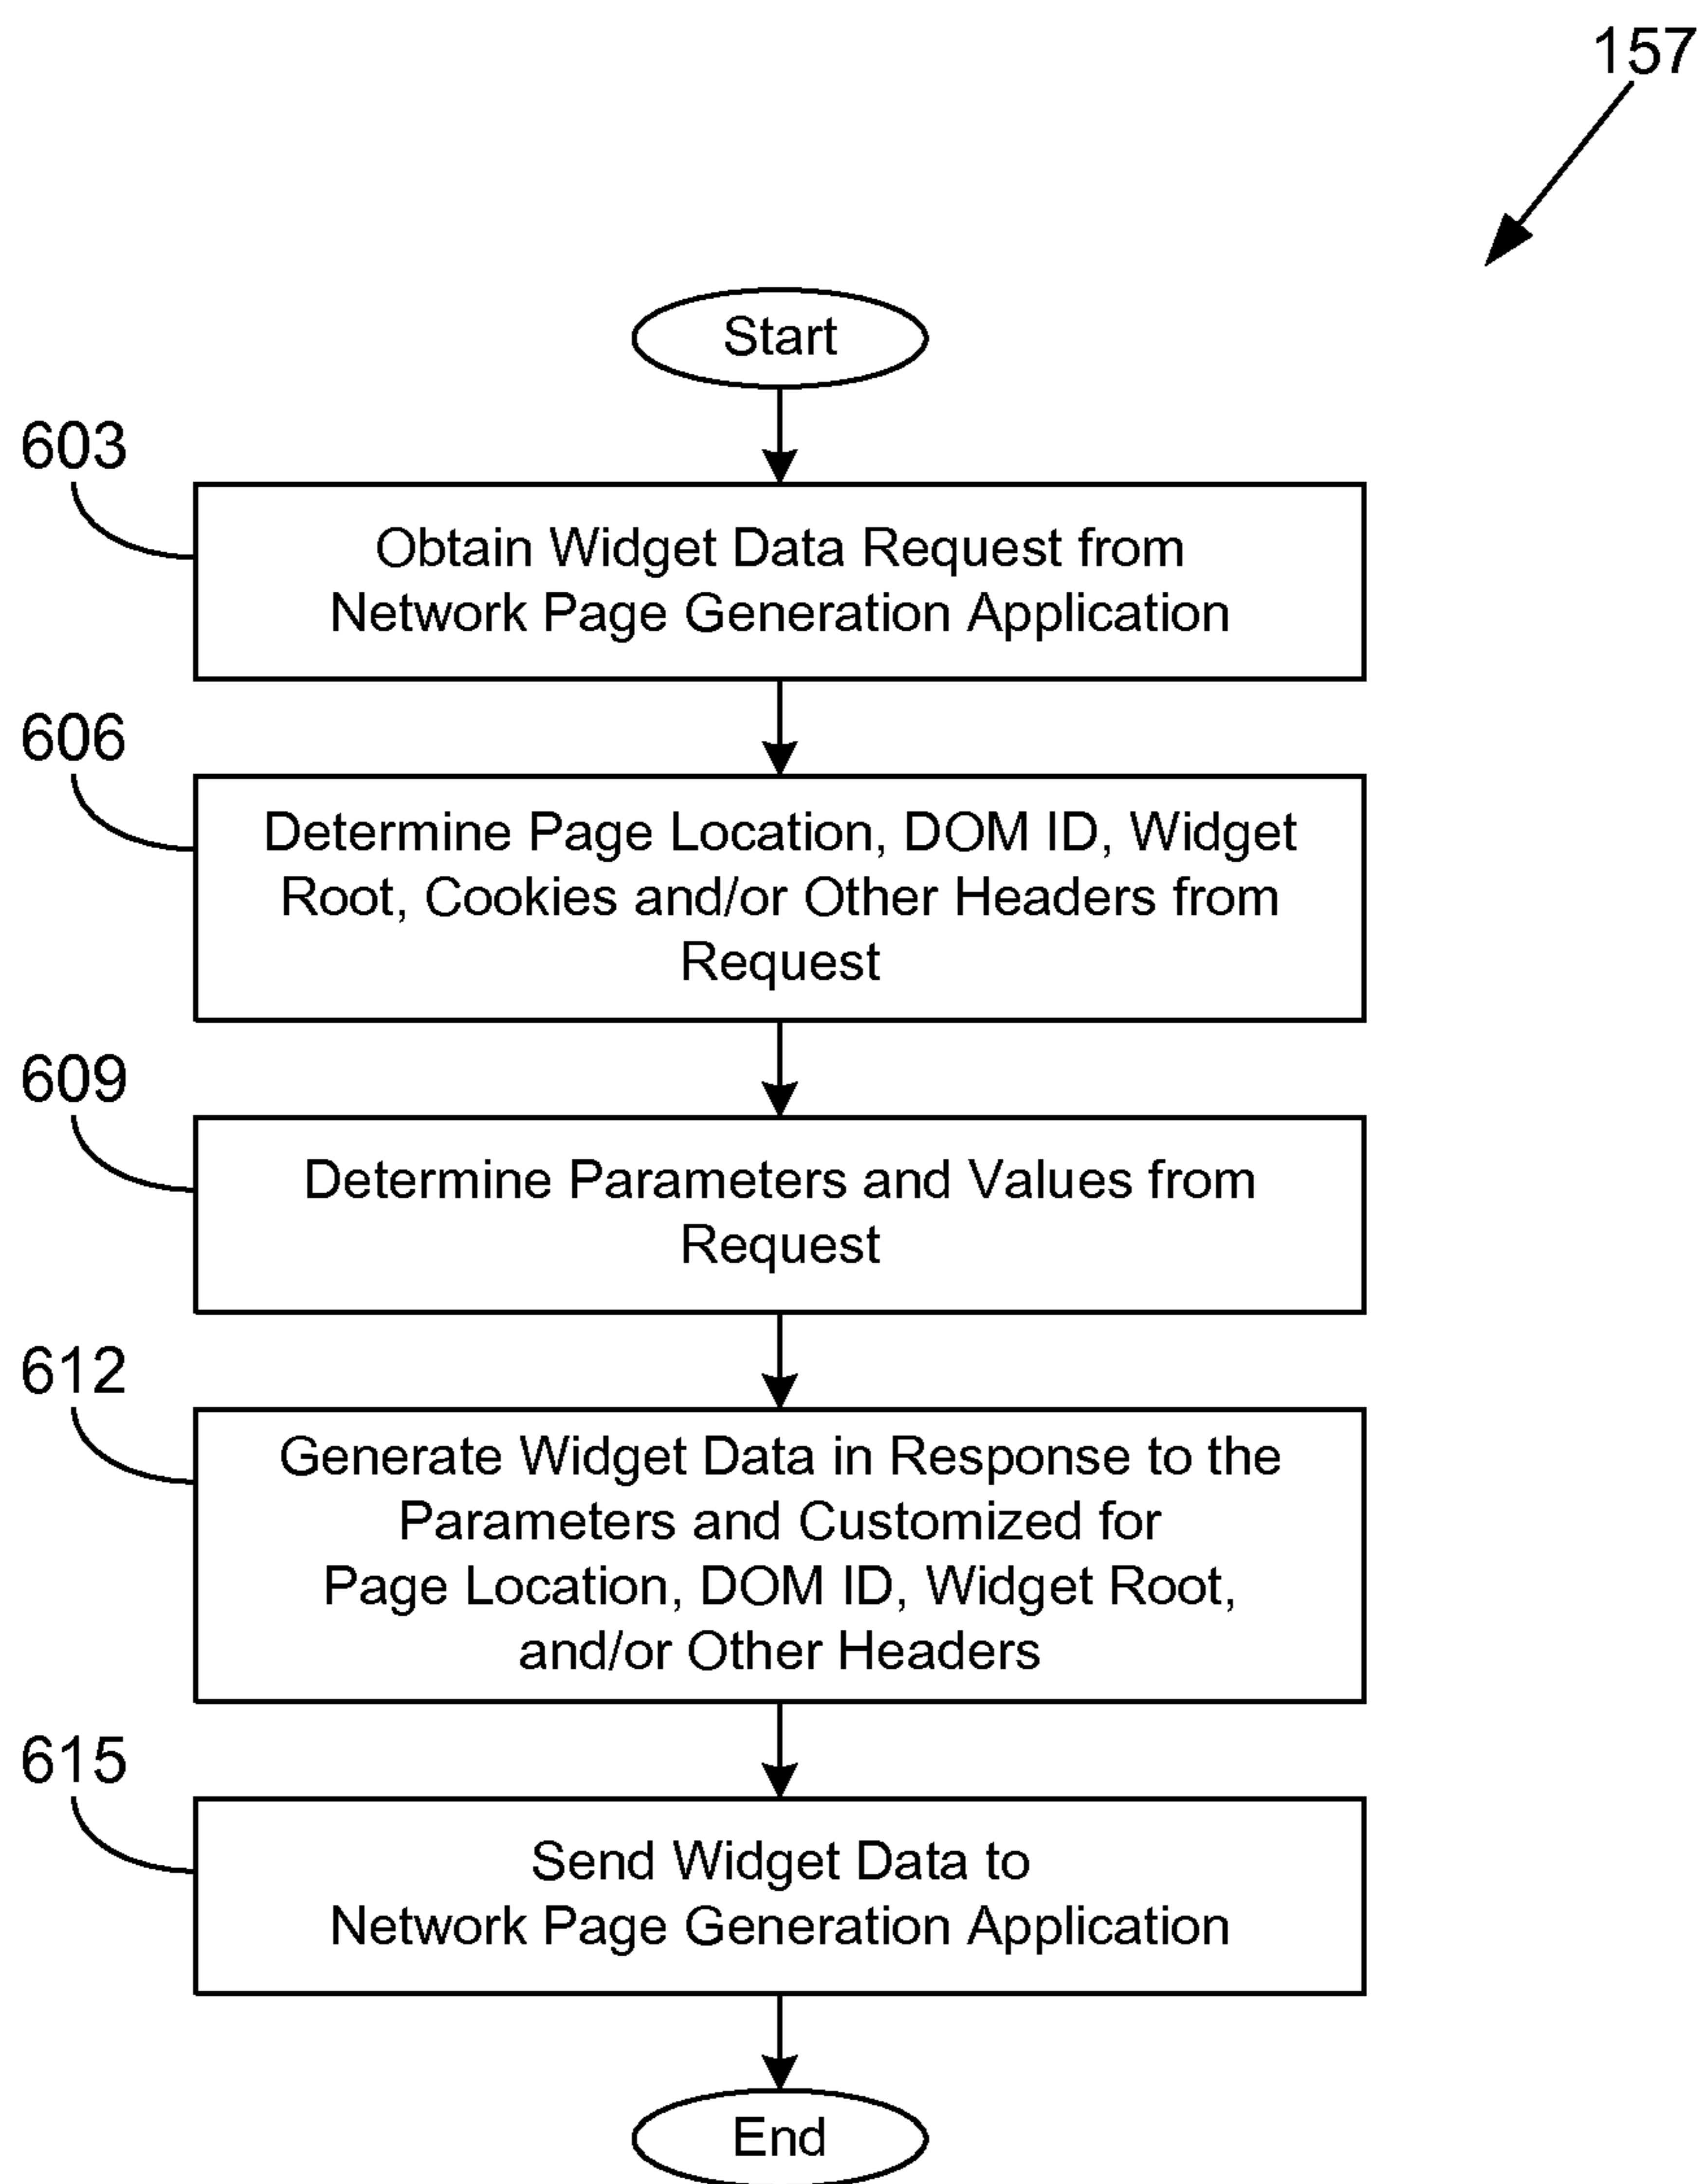 157
Start
603
Obtain Widget Data Request from
Network Page Generation Application
606
Determine Page Location, DOM ID, Widget
Root, Cookies and/or Other Headers from
Request
609
Determine Parameters and Values from
Request
612
Generate Widget Data in Response to the
Parameters and Customized for
Page Location, DOM ID, Widget Root,
and/or Other Headers
615
Send Widget Data to
Network Page Generation Application
End